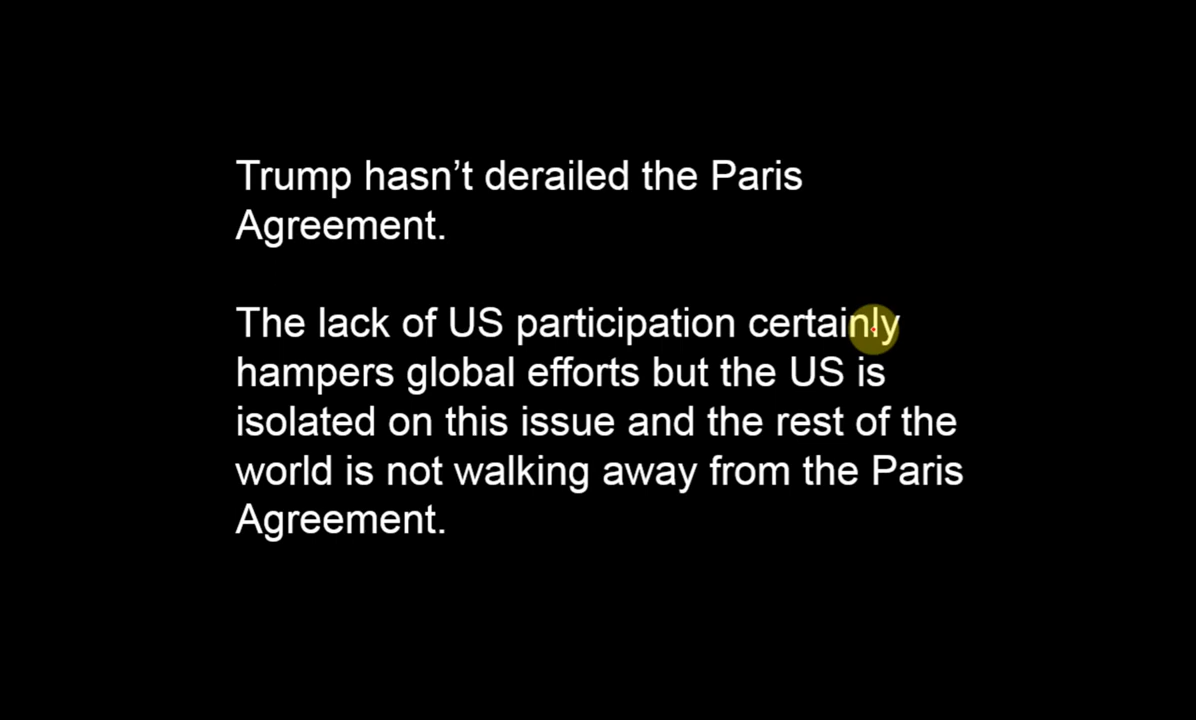 Trump hasn’t derailed the Paris
Agreement.
The lack of US participation certainly
hampers global efforts but the US is
isolated on this issue and the rest of the
world is not walking away from the Paris
Agreement.